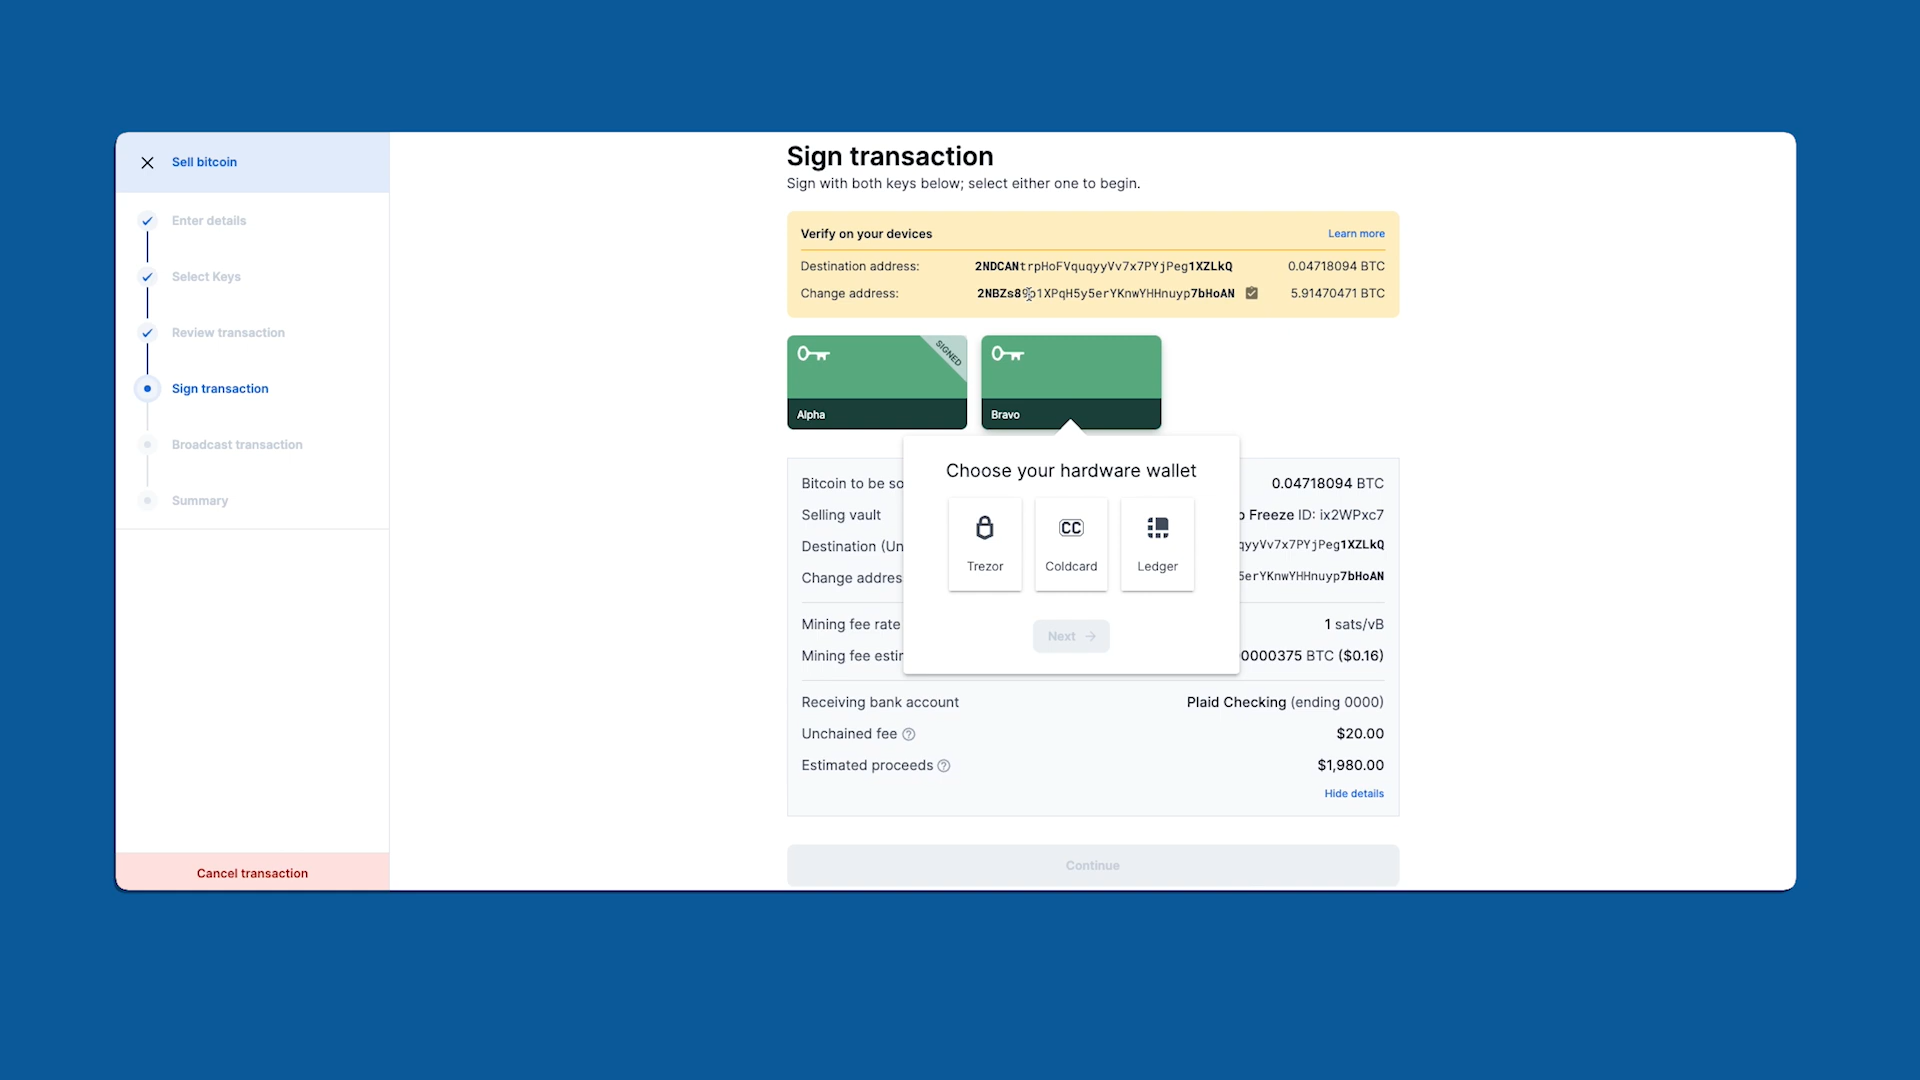 Sell bitcoin
Enter details
Select Keys
Review transaction
Sign transaction
Broadcast transaction
Summary
Cancel transaction
Sign transaction
Sign with both keys below; select either one to begin.
Verify on your devices Learn more
Destination address: 2NDCANtrpHoFVquqyyVv7x7PYjPeg1XZLkQ 0.04718094 BTC
Change address: 5.91470471 BTC
SIGNED
Alpha
Bravo
Choose your hardware wallet
Trezor Coldcard Ledger
Next
Bitcoin to be so 0.04718094 BTC
Selling vault o Freeze ID: ix2WPxc7
Destination (Un qyyVv7x7PYjPeg1XZLkQ
Change addres 5erYKnwYHHnuyp7bHoAN
Mining fee rate 1 sats/vB
Mining fee estir 0000375 BTC ($0.16)
Receiving bank account Plaid Checking (ending 0000)
Unchained fee $20.00
Estimated proceeds $1,980.00
Hide details
Continue